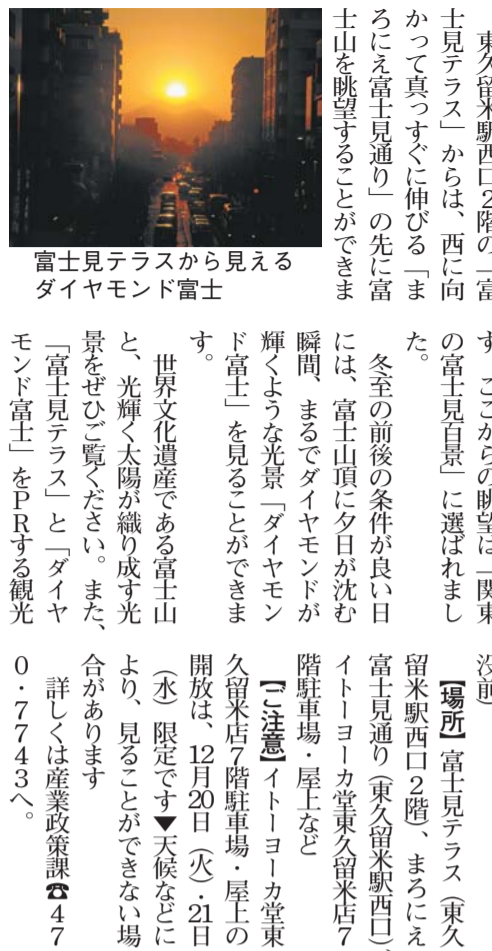 東久留米駅西口2階の「富
士見テラス」からは、西に向
かって真っすぐに伸びる「ま
ろにえ富士見通り」の先に富
士山を眺望することができま
富士見テラスから見える
ダイヤモンド富士
す。ここからの眺望は「関東
の富士見百景」に選ばれまし
た。
冬至の前後の条件が良い日
には、富士山頂に夕日が沈む
瞬間、まるでダイヤモンドが
輝くような光景「ダイヤモン
ド富士」を見ることができま
す。
世界文化遺産である富士山
と、光輝く太陽が織り成す光
景をぜひご覧ください。また、
「富士見テラス」と「ダイヤ
モンド富士」をPRする観光
没前)
【場所】富士見テラス(東久
留米駅西口2階)、まろにえ
富士見通り(東久留米駅西口)、
イトーヨーカ堂東久留米店7
階駐車場・屋上など
【ご注意】イトーヨーカ堂東
久留米店7階駐車場・屋上の
開放は、12月20日(火)・21日
(水)限定です▼天候などに
より、見ることができない場
合があります
詳しくは産業政策課☎47
0・7743へ。